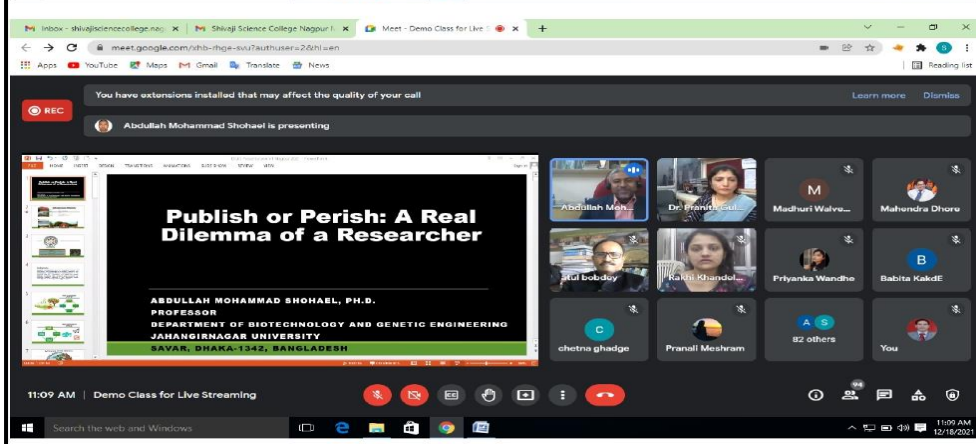 Inbox - shivajisciencecollege.nag
Shivaji Science College Nagpur
Meet - Demo Class for Live S
meet.google.com/xhb-rhge-svu?authuser=2&hl=en
Apps YouTube Maps Gmail Translate News Reading list
You have extensions installed that may affect the quality of your call Learn more Dismiss
REC
Abdullah Mohammad Shohael is presenting
Publish or Perish: A Real
Dilemma of a Researcher
ABDULLAH MOHAMMAD SHOHAEL, PH.D.
PROFESSOR
DEPARTMENT OF BIOTECHNOLOGY AND GENETIC ENGINEERING
JAHANGIRNAGAR UNIVERSITY
SAVAR, DHAKA-1342, BANGLADESH
Abdullah Moh... Dr. Pranita Gul... Madhuri Walve... Mahendra Dhore
atul bobdey Rakhi Khandel... Priyanka Wandhe Babita KakdE
chetna ghadge Pranali Meshram 82 others You
11:09 AM | Demo Class for Live Streaming
94
Search the web and Windows
11:09 AM
12/18/2021